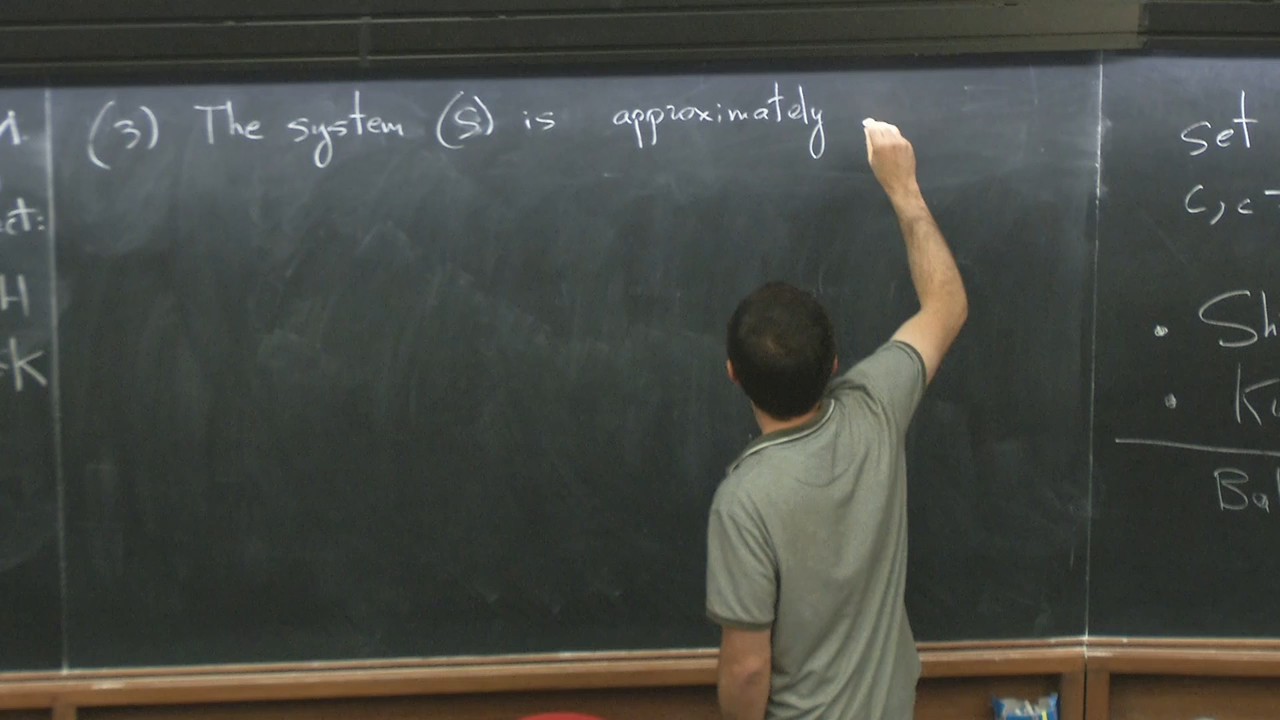 (3) The system (S) is approximately
H
K
set
C, C
• Sh
• K
Ba